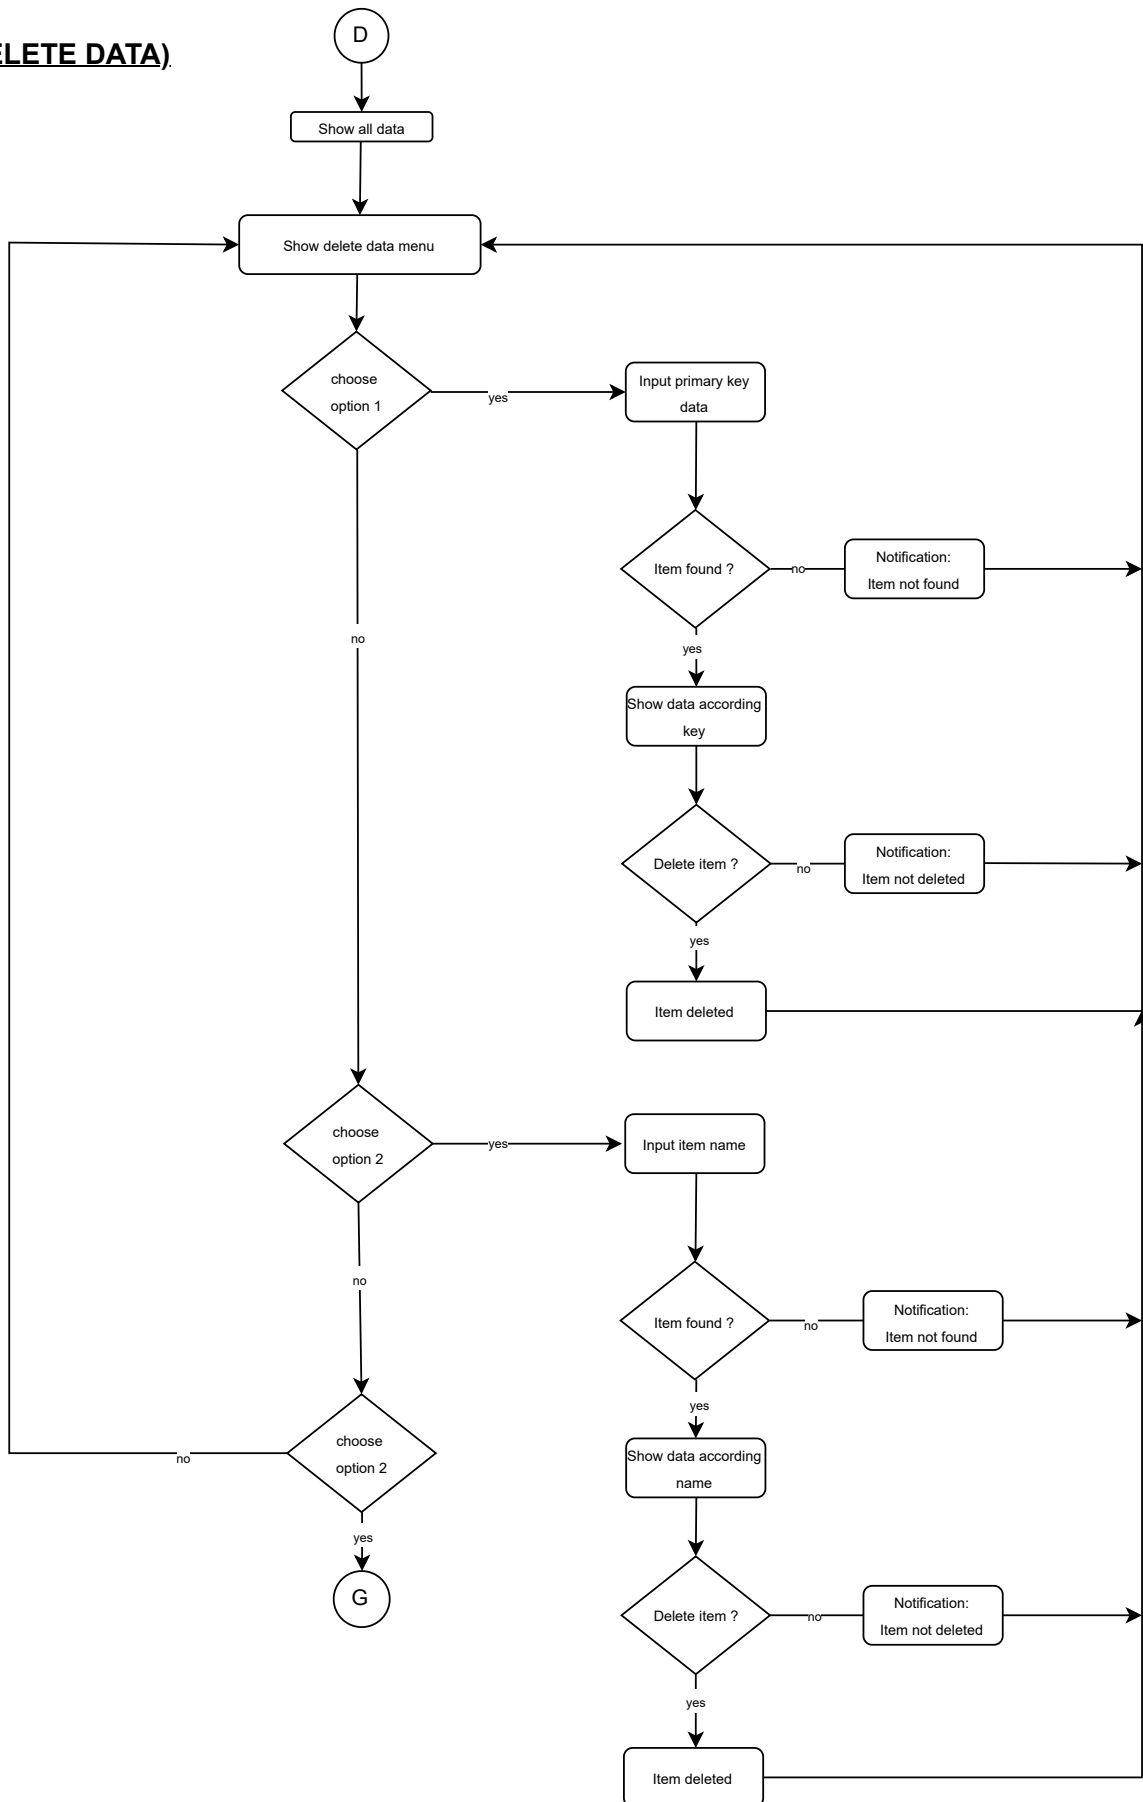 ELETE DATA)
D
Show all data
Show delete data menu
choose
option 1
yes
Input primary key
data
Item found ?
no
Notification:
Item not found
no
yes
Show data according
key
Delete item ?
no
Notification:
Item not deleted
yes
Item deleted
choose
option 2
yes
Input item name
no
Item found ?
no
Notification:
Item not found
yes
choose
option 2
no
Show data according
name
yes
G
Delete item ?
no
Notification:
Item not deleted
yes
Item deleted